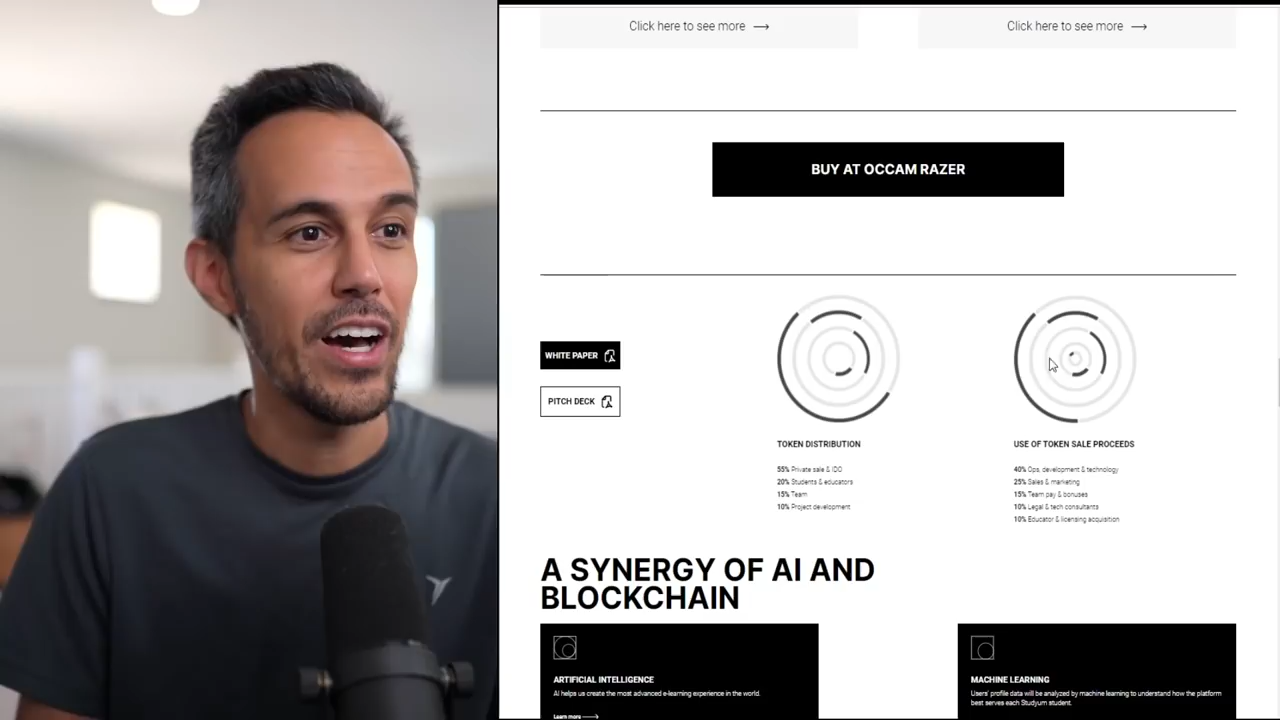 Click here to see more
Click here to see more
BUY AT OCCAM RAZER
WHITE PAPER
PITCH DECK
TOKEN DISTRIBUTION
55% Private sale & IDO
20% Students & educators
15% Team
10% Project development
USE OF TOKEN SALE PROCEEDS
40% Ops, development & technology
25% Sales & marketing
15% Team pay & bonuses
10% Legal & tech consultants
10% Educator & licensing acquisition
A SYNERGY OF AI AND
BLOCKCHAIN
ARTIFICIAL INTELLIGENCE
AI helps us create the most advanced e-learning experience in the world.
Learn more
MACHINE LEARNING
Users' profile data will be analyzed by machine learning to understand how the platform
best serves each Studyum student.